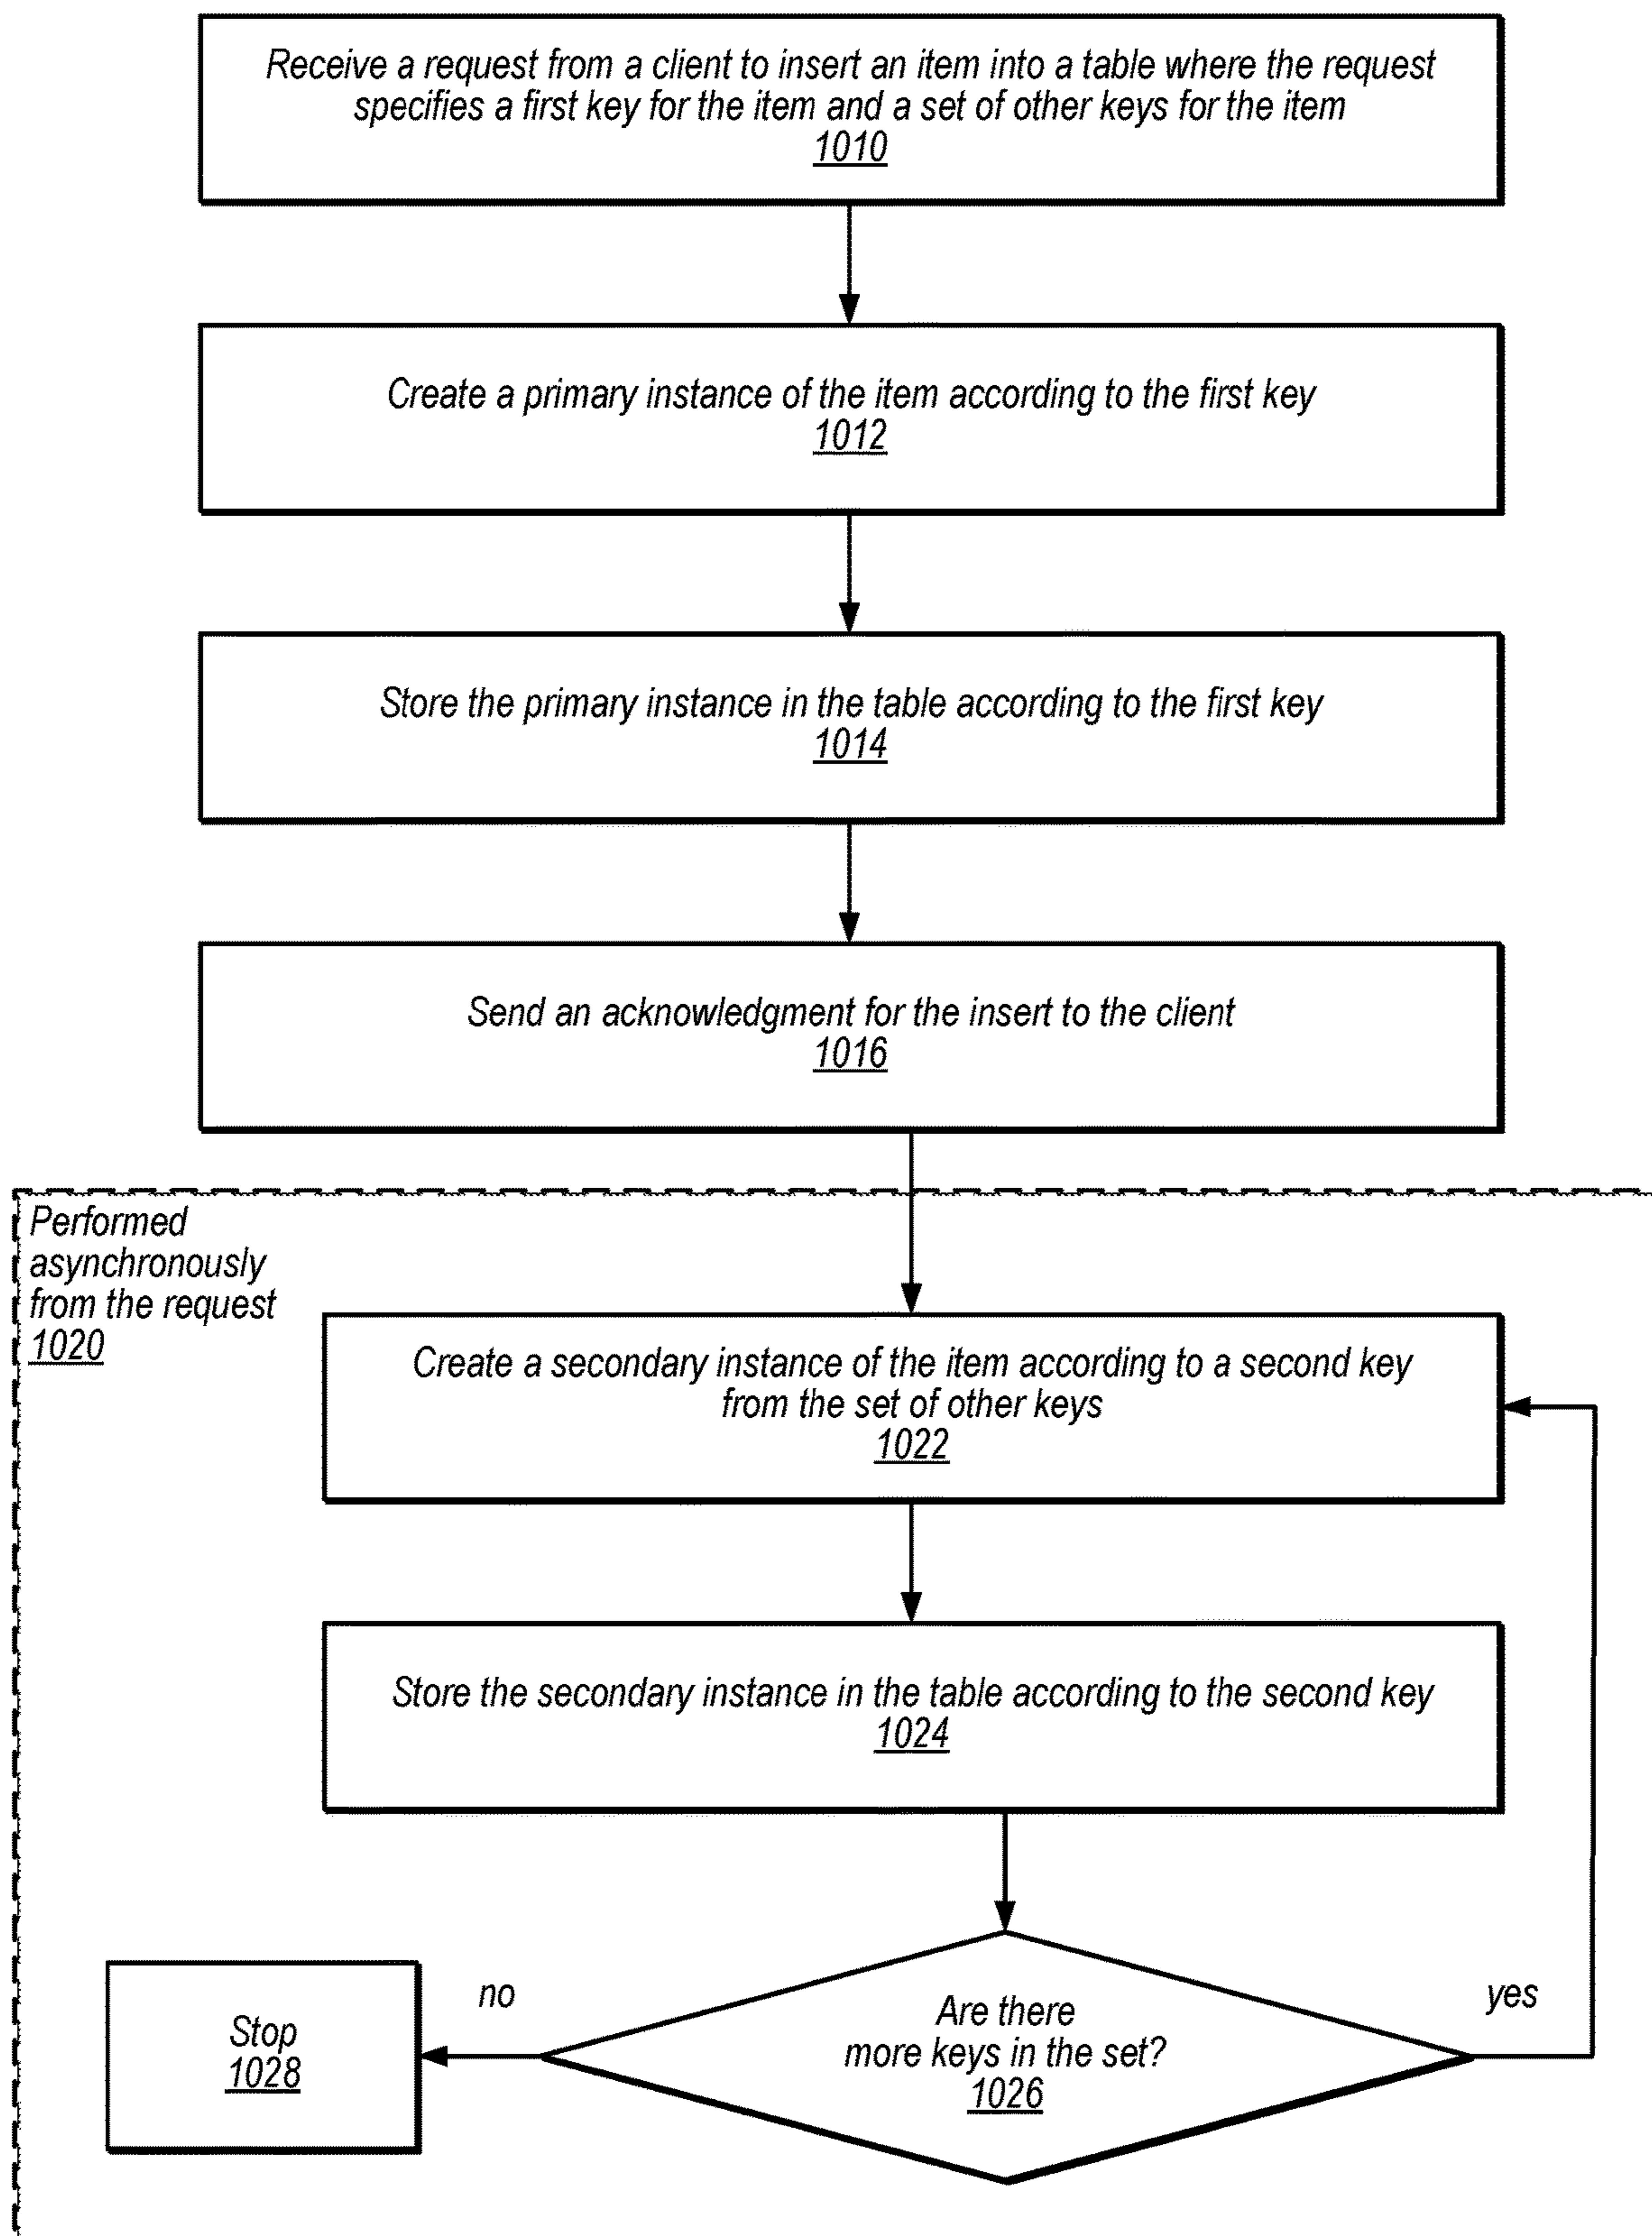 Receive a request from a client to insert an item into a table where the request
specifies a first key for the item and a set of other keys for the item
1010
Create a primary instance of the item according to the first key
1012
Store the primary instance in the table according to the first key
1014
Send an acknowledgment for the insert to the client
1016
Performed
asynchronously
from the request
1020
Create a secondary instance of the item according to a second key
from the set of other keys
1022
Store the secondary instance in the table according to the second key
1024
Are there
more keys in the set?
1026
yes
no
Stop
1028